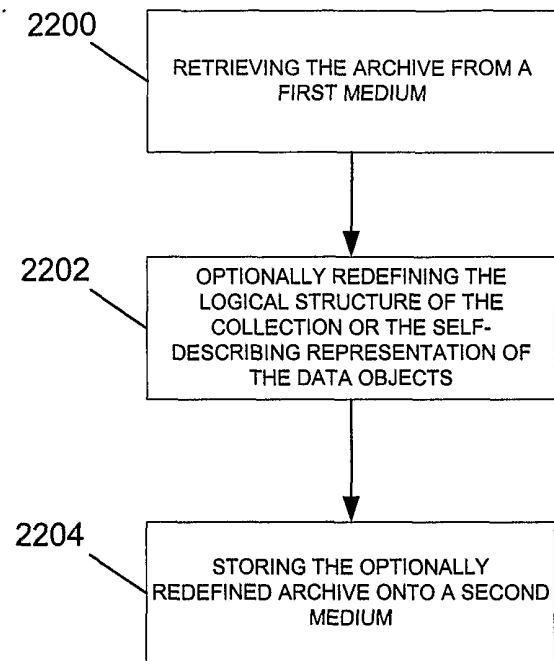 2200
RETRIEVING THE ARCHIVE FROM A
FIRST MEDIUM
2202
OPTIONALLY REDEFINING THE
LOGICAL STRUCTURE OF THE
COLLECTION OR THE SELF-
DESCRIBING REPRESENTATION OF
THE DATA OBJECTS
2204
STORING THE OPTIONALLY
REDEFINED ARCHIVE ONTO A SECOND
MEDIUM